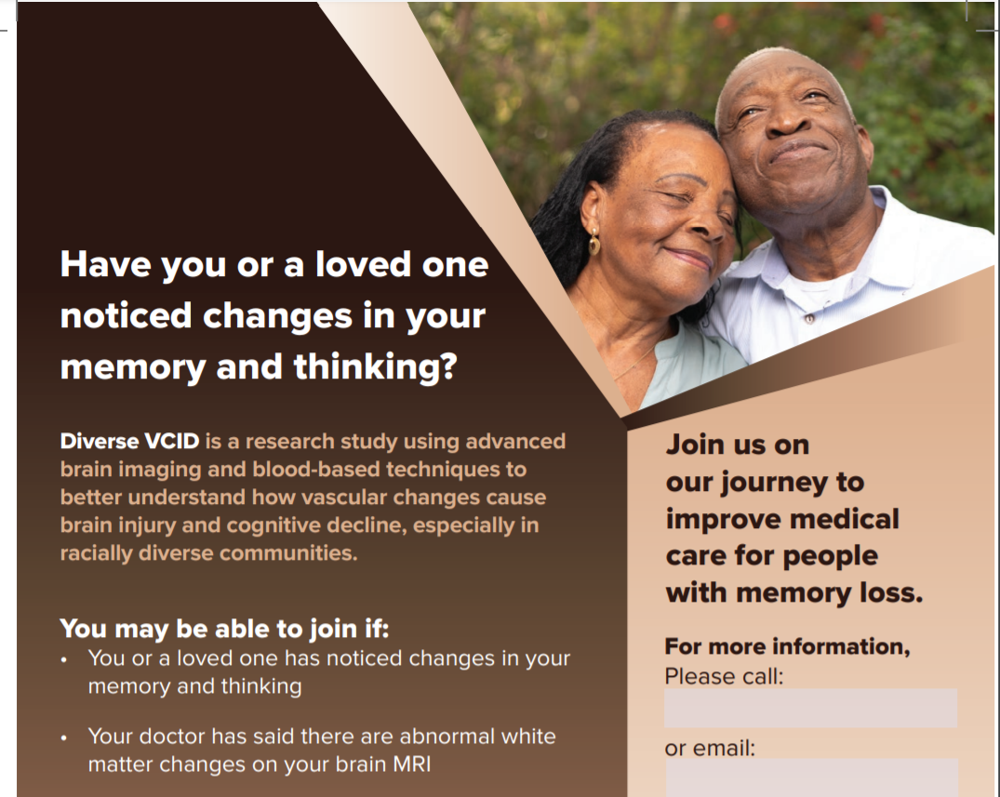 Have you or a loved one
noticed changes in your
memory and thinking?
Diverse VCID is a research study using advanced
brain imaging and blood-based techniques to
better understand how vascular changes cause
brain injury and cognitive decline, especially in
racially diverse communities.
You may be able to join if:
• You or a loved one has noticed changes in your
memory and thinking
• Your doctor has said there are abnormal white
matter changes on your brain MRI
Join us on
our journey to
improve medical
care for people
with memory loss.
For more information,
Please call:
or email: